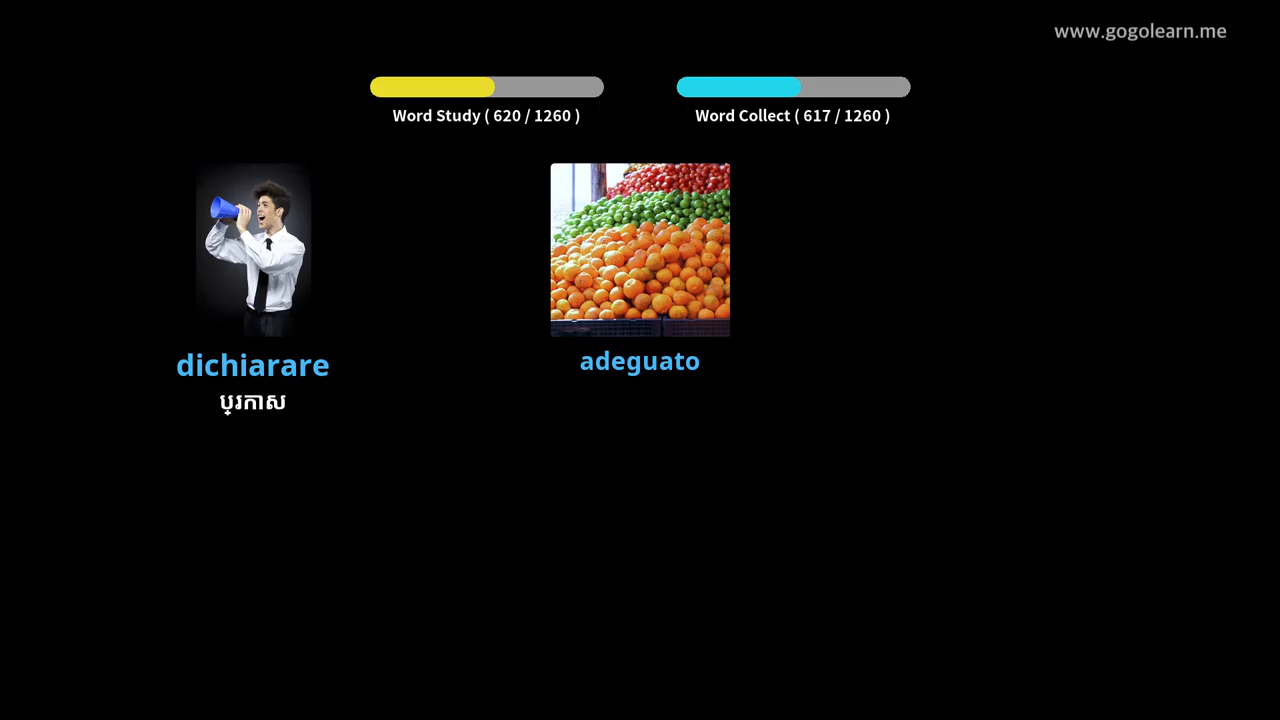 www.gogolearn.me
Word Study ( 620 / 1260 )
Word Collect ( 617 / 1260 )
dichiarare
ប្រកាស
adeguato